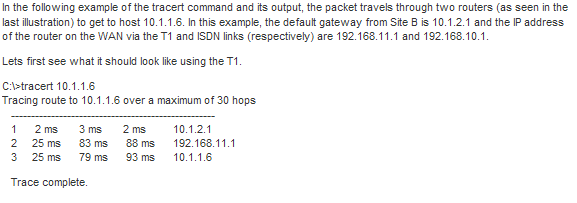 In the following example of the tracert command and its output, the packet travels through two routers (as seen in the
last illustration) to get to host 10.1.1.6. In this example, the default gateway from Site B is 10.1.2.1 and the IP address
of the router on the WAN via the T1 and ISDN links (respectively) are 192.168.11.1 and 192.168.10.1.
Lets first see what it should look like using the T1.
C:\>tracert 10.1.1.6
Tracing route to 10.1.1.6 over a maximum of 30 hops
---------------------------------------------------
1 2 ms 3 ms 2 ms 10.1.2.1
2 25 ms 83 ms 88 ms 192.168.11.1
3 25 ms 79 ms 93 ms 10.1.1.6
Trace complete.